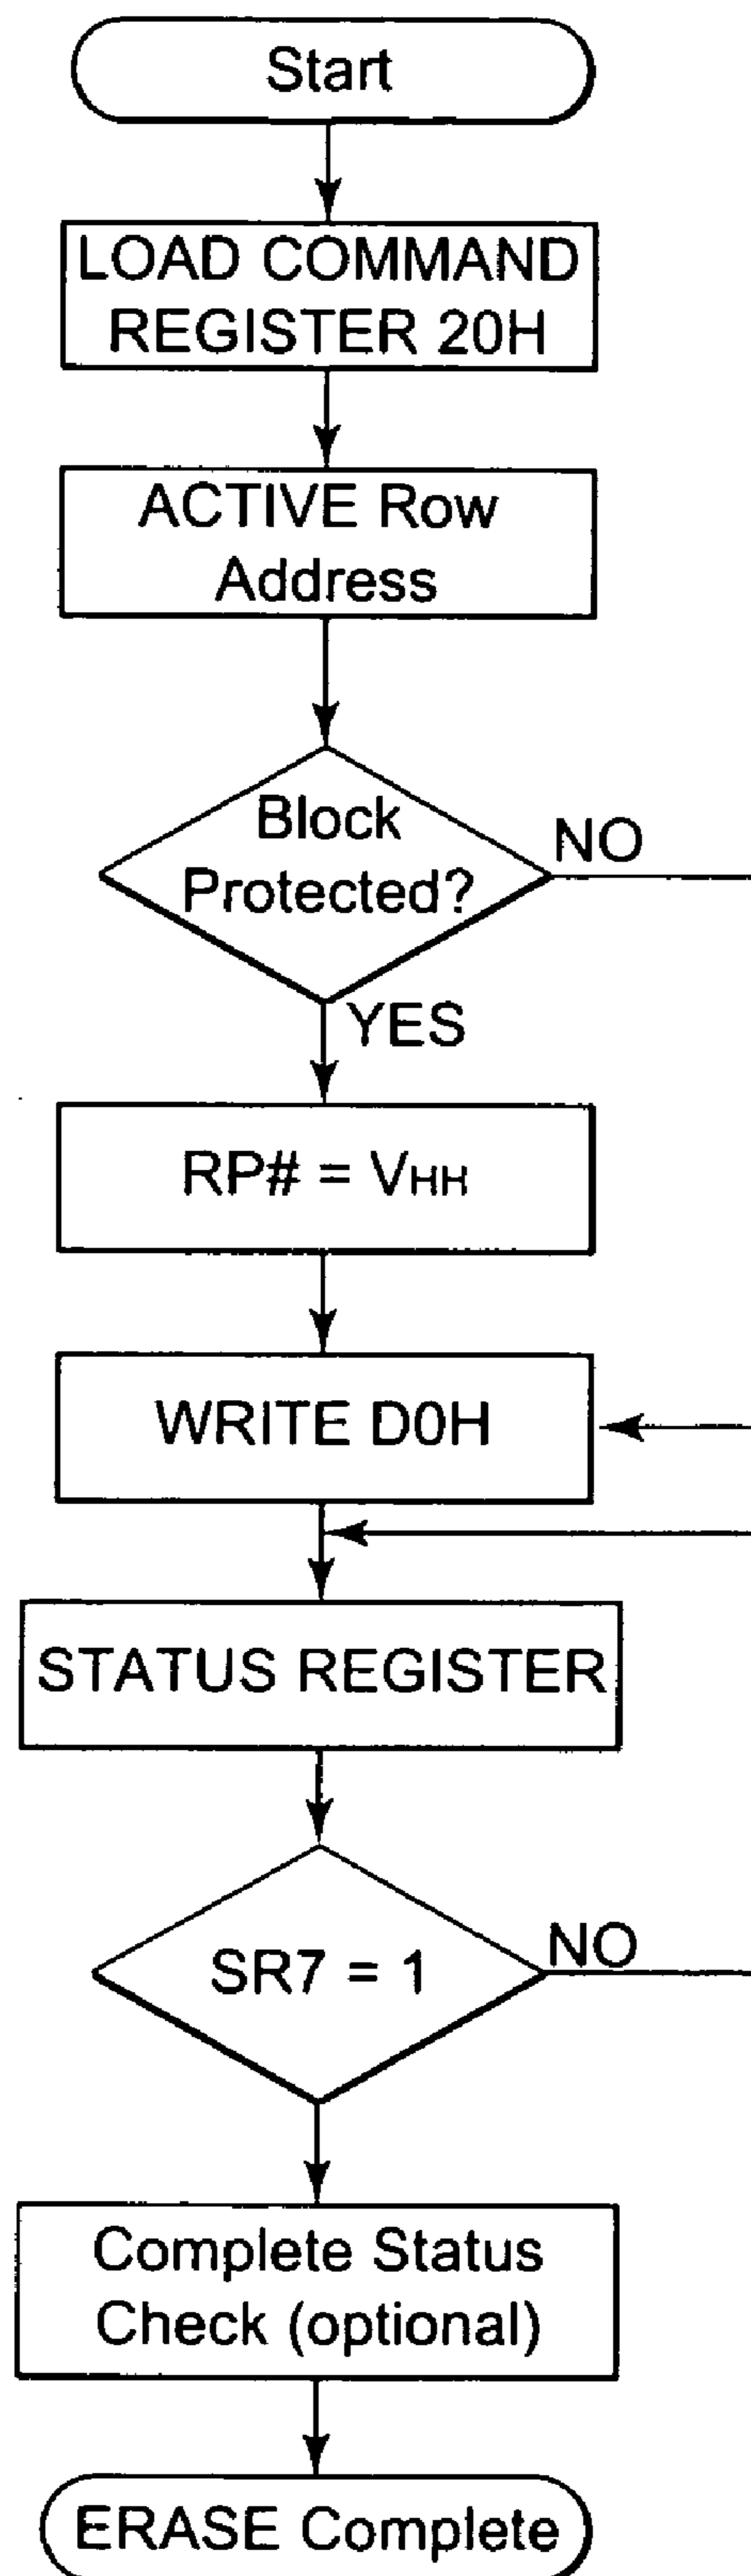 Start
LOAD COMMAND
REGISTER 20H
ACTIVE Row
Address
Block
Protected?
NO
YES
RP# = VHH
WRITE D0H
STATUS REGISTER
SR7 = 1
NO
Complete Status
Check (optional)
ERASE Complete